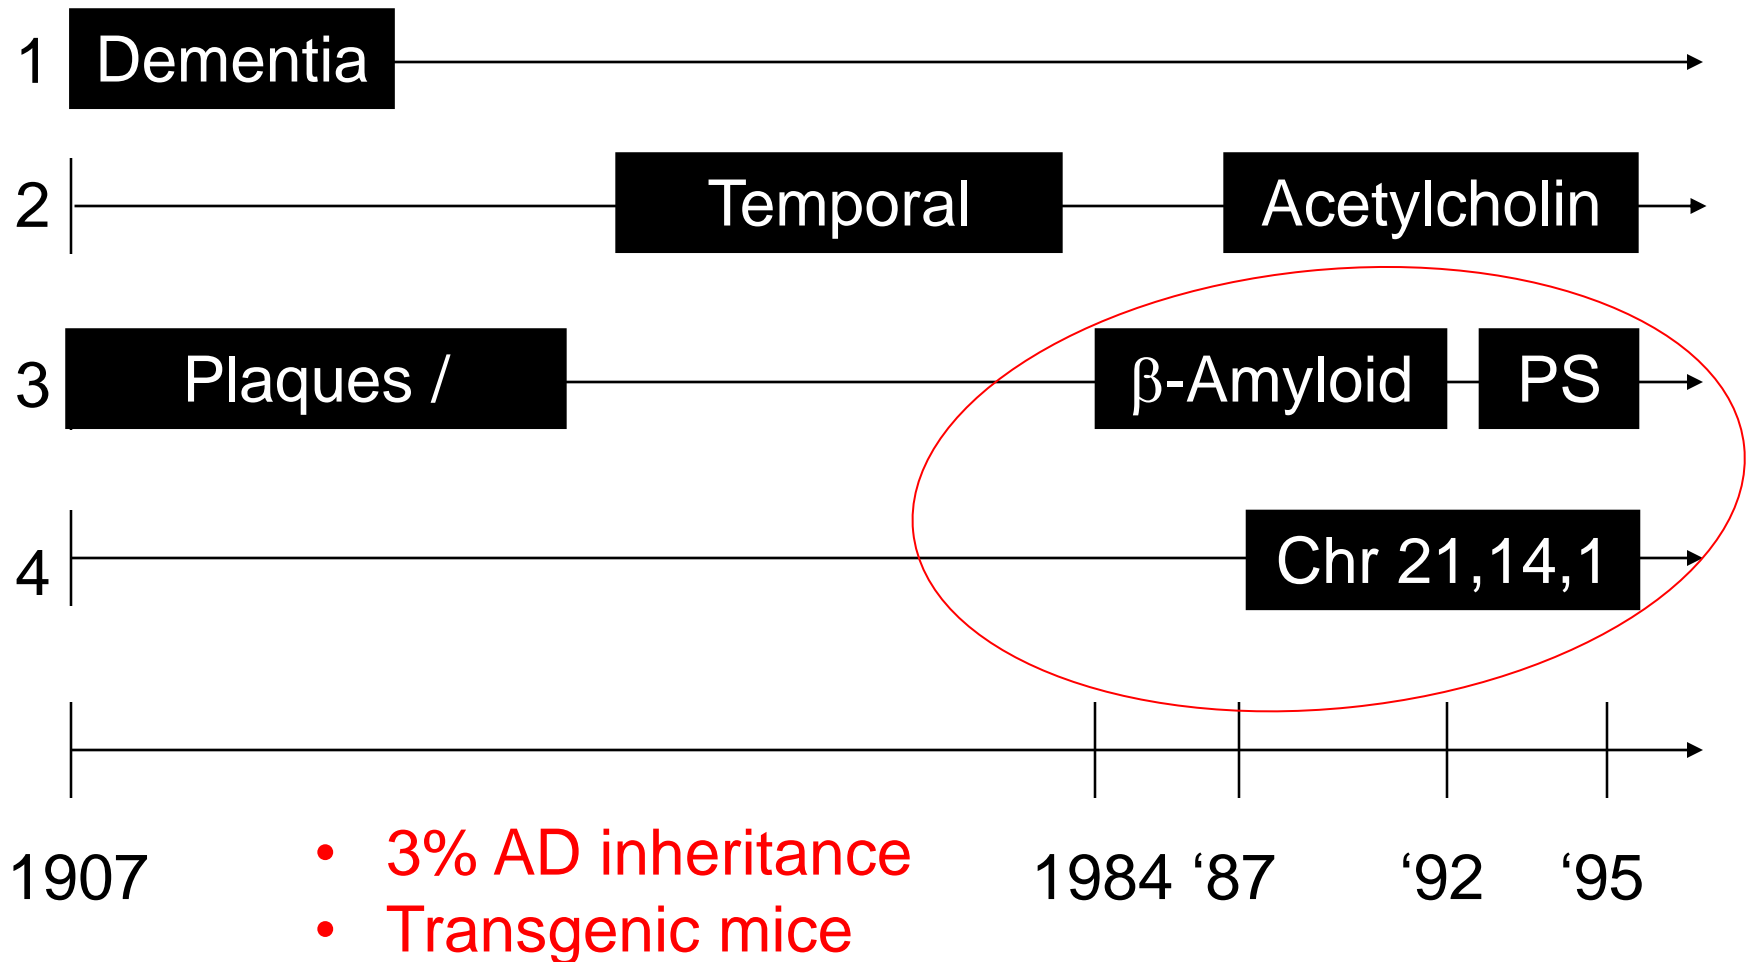 1 Dementia
2 Temporal Acetylcholin
3 Plaques / β-Amyloid PS
4 Chr 21,14,1
1907 1984 ‘87 ‘92 ‘95
• 3% AD inheritance
• Transgenic mice